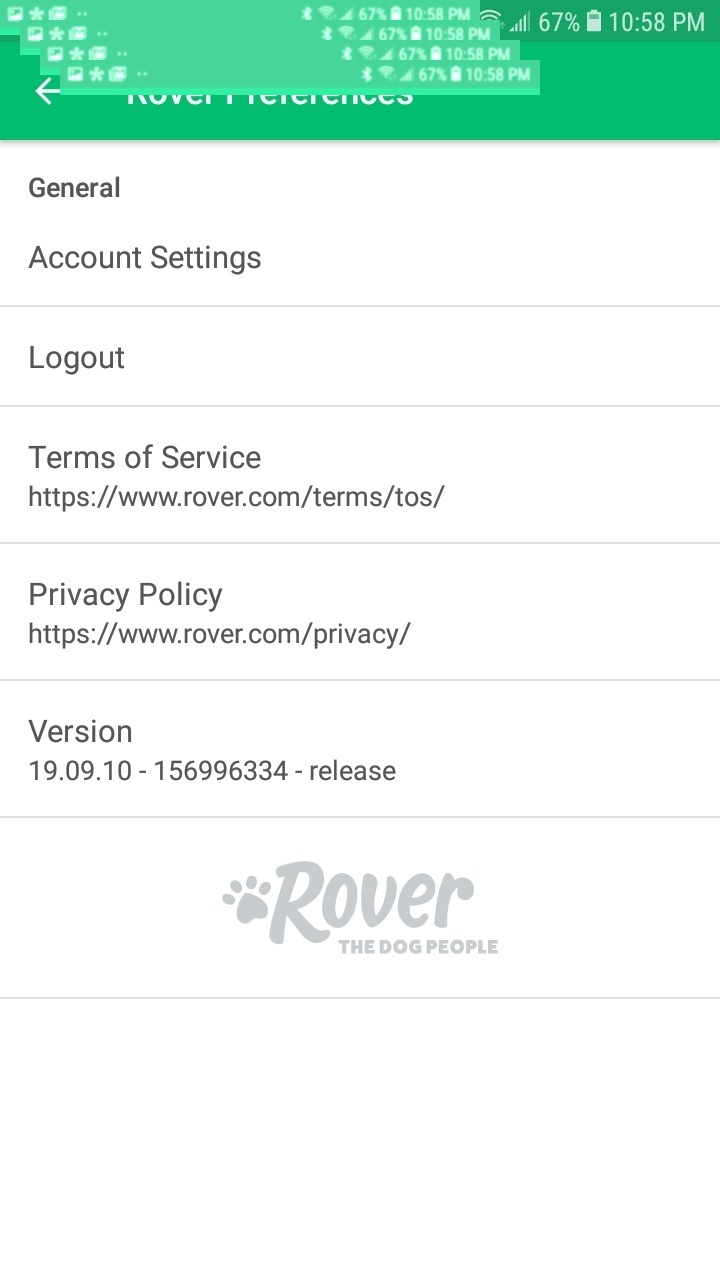 67% 10:58 PM
67% 10:58 PM
67% 10:58 PM
67% 10:58 PM
67% 10:58 PM
Rover Preferences
General
Account Settings
Logout
Terms of Service
https://www.rover.com/terms/tos/
Privacy Policy
https://www.rover.com/privacy/
Version
19.09.10 - 156996334 - release
Rover
THE DOG PEOPLE